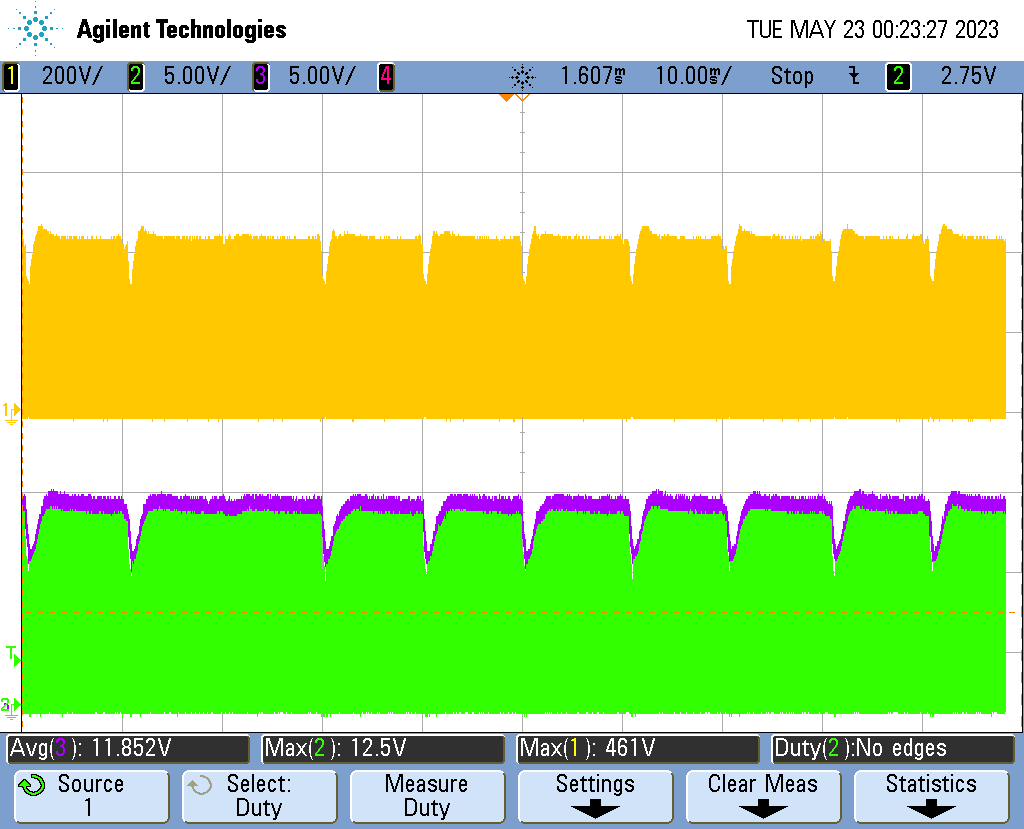 Agilent Technologies TUE MAY 23 00:23:27 2023
1 200V/ 2 5.00V/ 3 5.00V/ 4 1.607ms 10.00ms/ Stop 2 2.75V
1
T
2
Avg(3): 11.852V Max(2): 12.5V Max(1): 461V Duty(2):No edges
Source Select: Measure Settings Clear Meas Statistics
1 Duty Duty